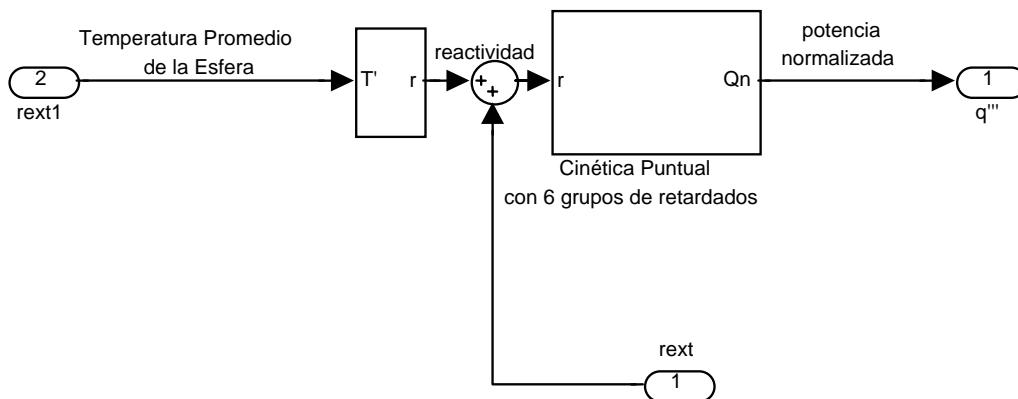 Temperatura Promedio
de la Esfera
2
rext1
T'
r
reactividad
+
+
r
Qn
Cinética Puntual
con 6 grupos de retardados
potencia
normalizada
1
q'''
rext
1